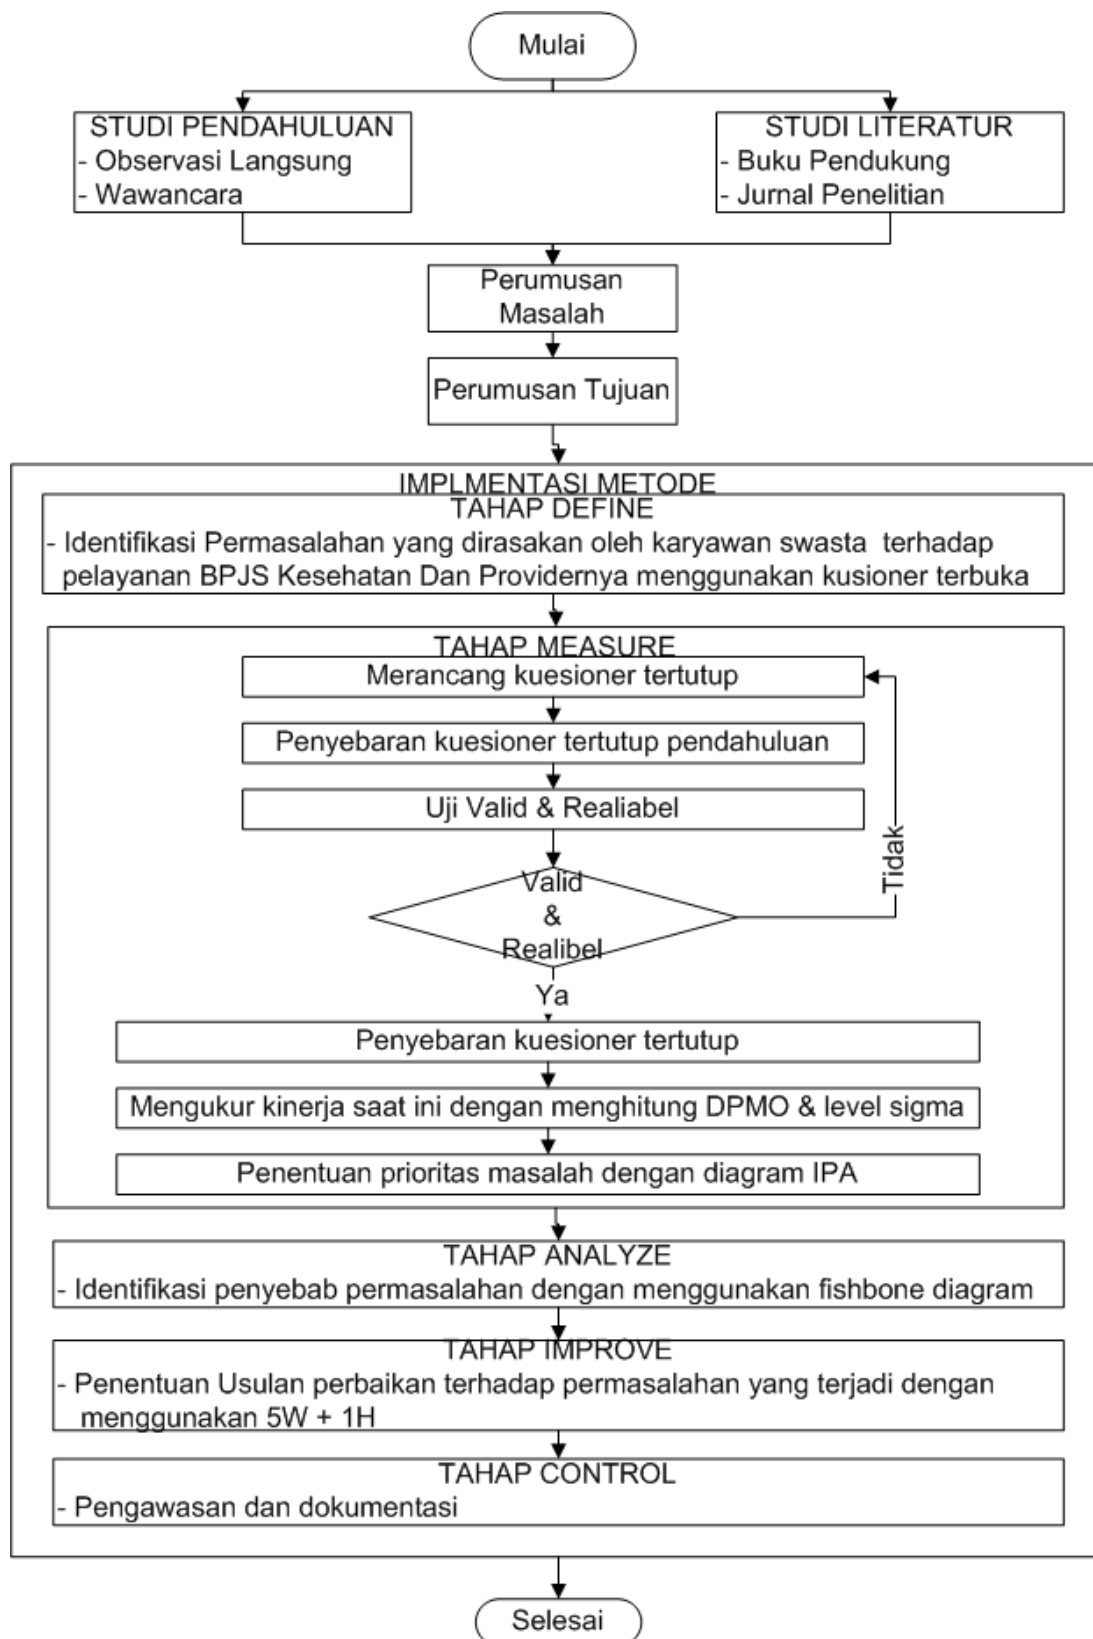 Mulai
STUDI PENDAHULUAN
- Observasi Langsung
- Wawancara
STUDI LITERATUR
- Buku Pendukung
- Jurnal Penelitian
Perumusan
Masalah
Perumusan Tujuan
IMPLMENTASI METODE
TAHAP DEFINE
- Identifikasi Permasalahan yang dirasakan oleh karyawan swasta terhadap
pelayanan BPJS Kesehatan Dan Providernya menggunakan kusioner terbuka
TAHAP MEASURE
Merancang kuesioner tertutup
Penyebaran kuesioner tertutup pendahuluan
Uji Valid & Realiabel
Valid
&
Realibel
Tidak
Ya
Penyebaran kuesioner tertutup
Mengukur kinerja saat ini dengan menghitung DPMO & level sigma
Penentuan prioritas masalah dengan diagram IPA
TAHAP ANALYZE
- Identifikasi penyebab permasalahan dengan menggunakan fishbone diagram
TAHAP IMPROVE
- Penentuan Usulan perbaikan terhadap permasalahan yang terjadi dengan
menggunakan 5W + 1H
TAHAP CONTROL
- Pengawasan dan dokumentasi
Selesai